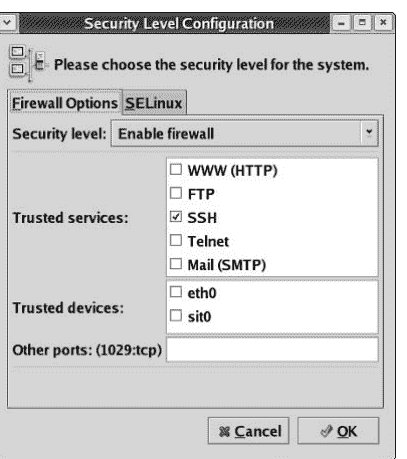 Security Level Configuration
Please choose the security level for the system.
Firewall Options SELinux
Security level: Enable firewall
Trusted services:
WWW (HTTP)
FTP
SSH
Telnet
Mail (SMTP)
Trusted devices:
eth0
sit0
Other ports: (1029:tcp)
Cancel OK